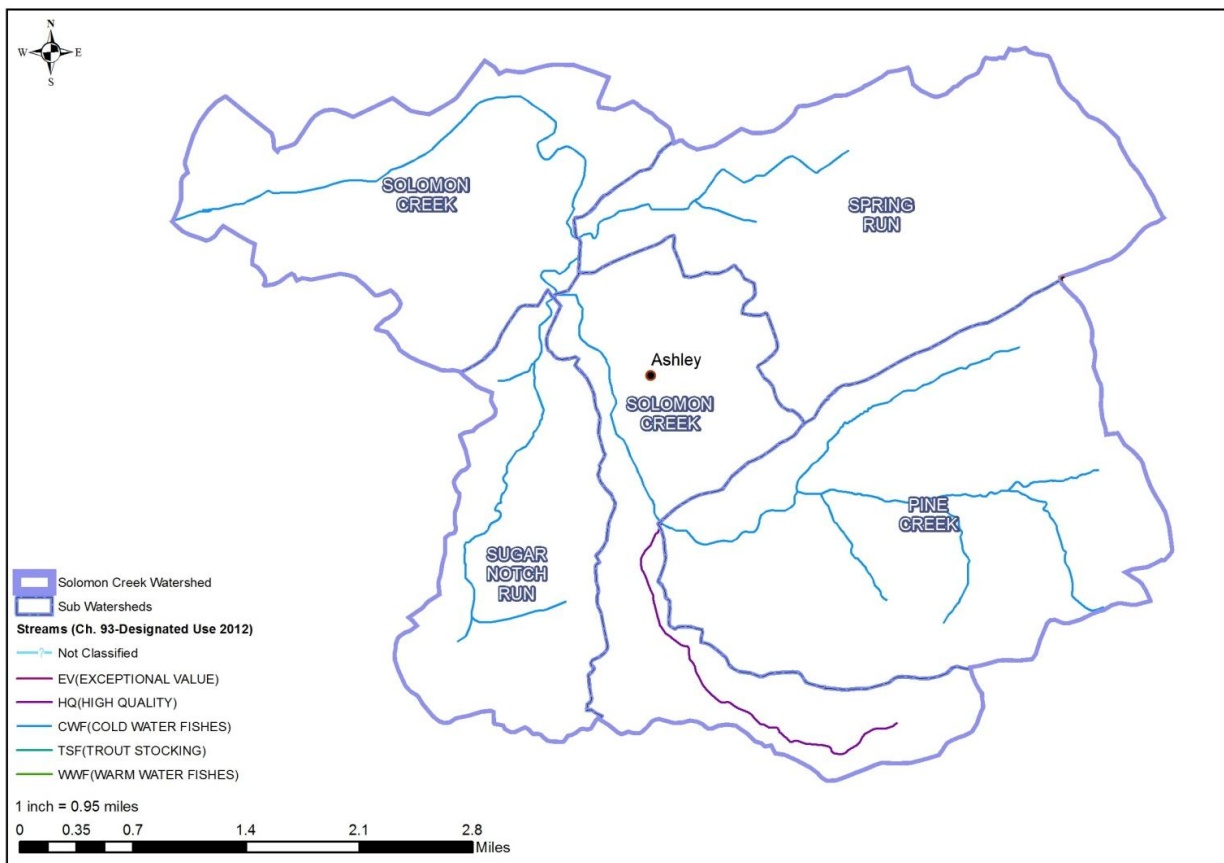 N
W E
S
SOLOMON
CREEK
SPRING
RUN
Ashley
SOLOMON
CREEK
PINE
CREEK
SUGAR
NOTCH
RUN
Solomon Creek Watershed
Sub Watersheds
Streams (Ch. 93-Designated Use 2012)
? Not Classified
EV(EXCEPTIONAL VALUE)
HQ(HIGH QUALITY)
CWF(COLD WATER FISHES)
TSF(TROUT STOCKING)
WWF(WARM WATER FISHES)
1 inch = 0.95 miles
0 0.35 0.7 1.4 2.1 2.8
Miles